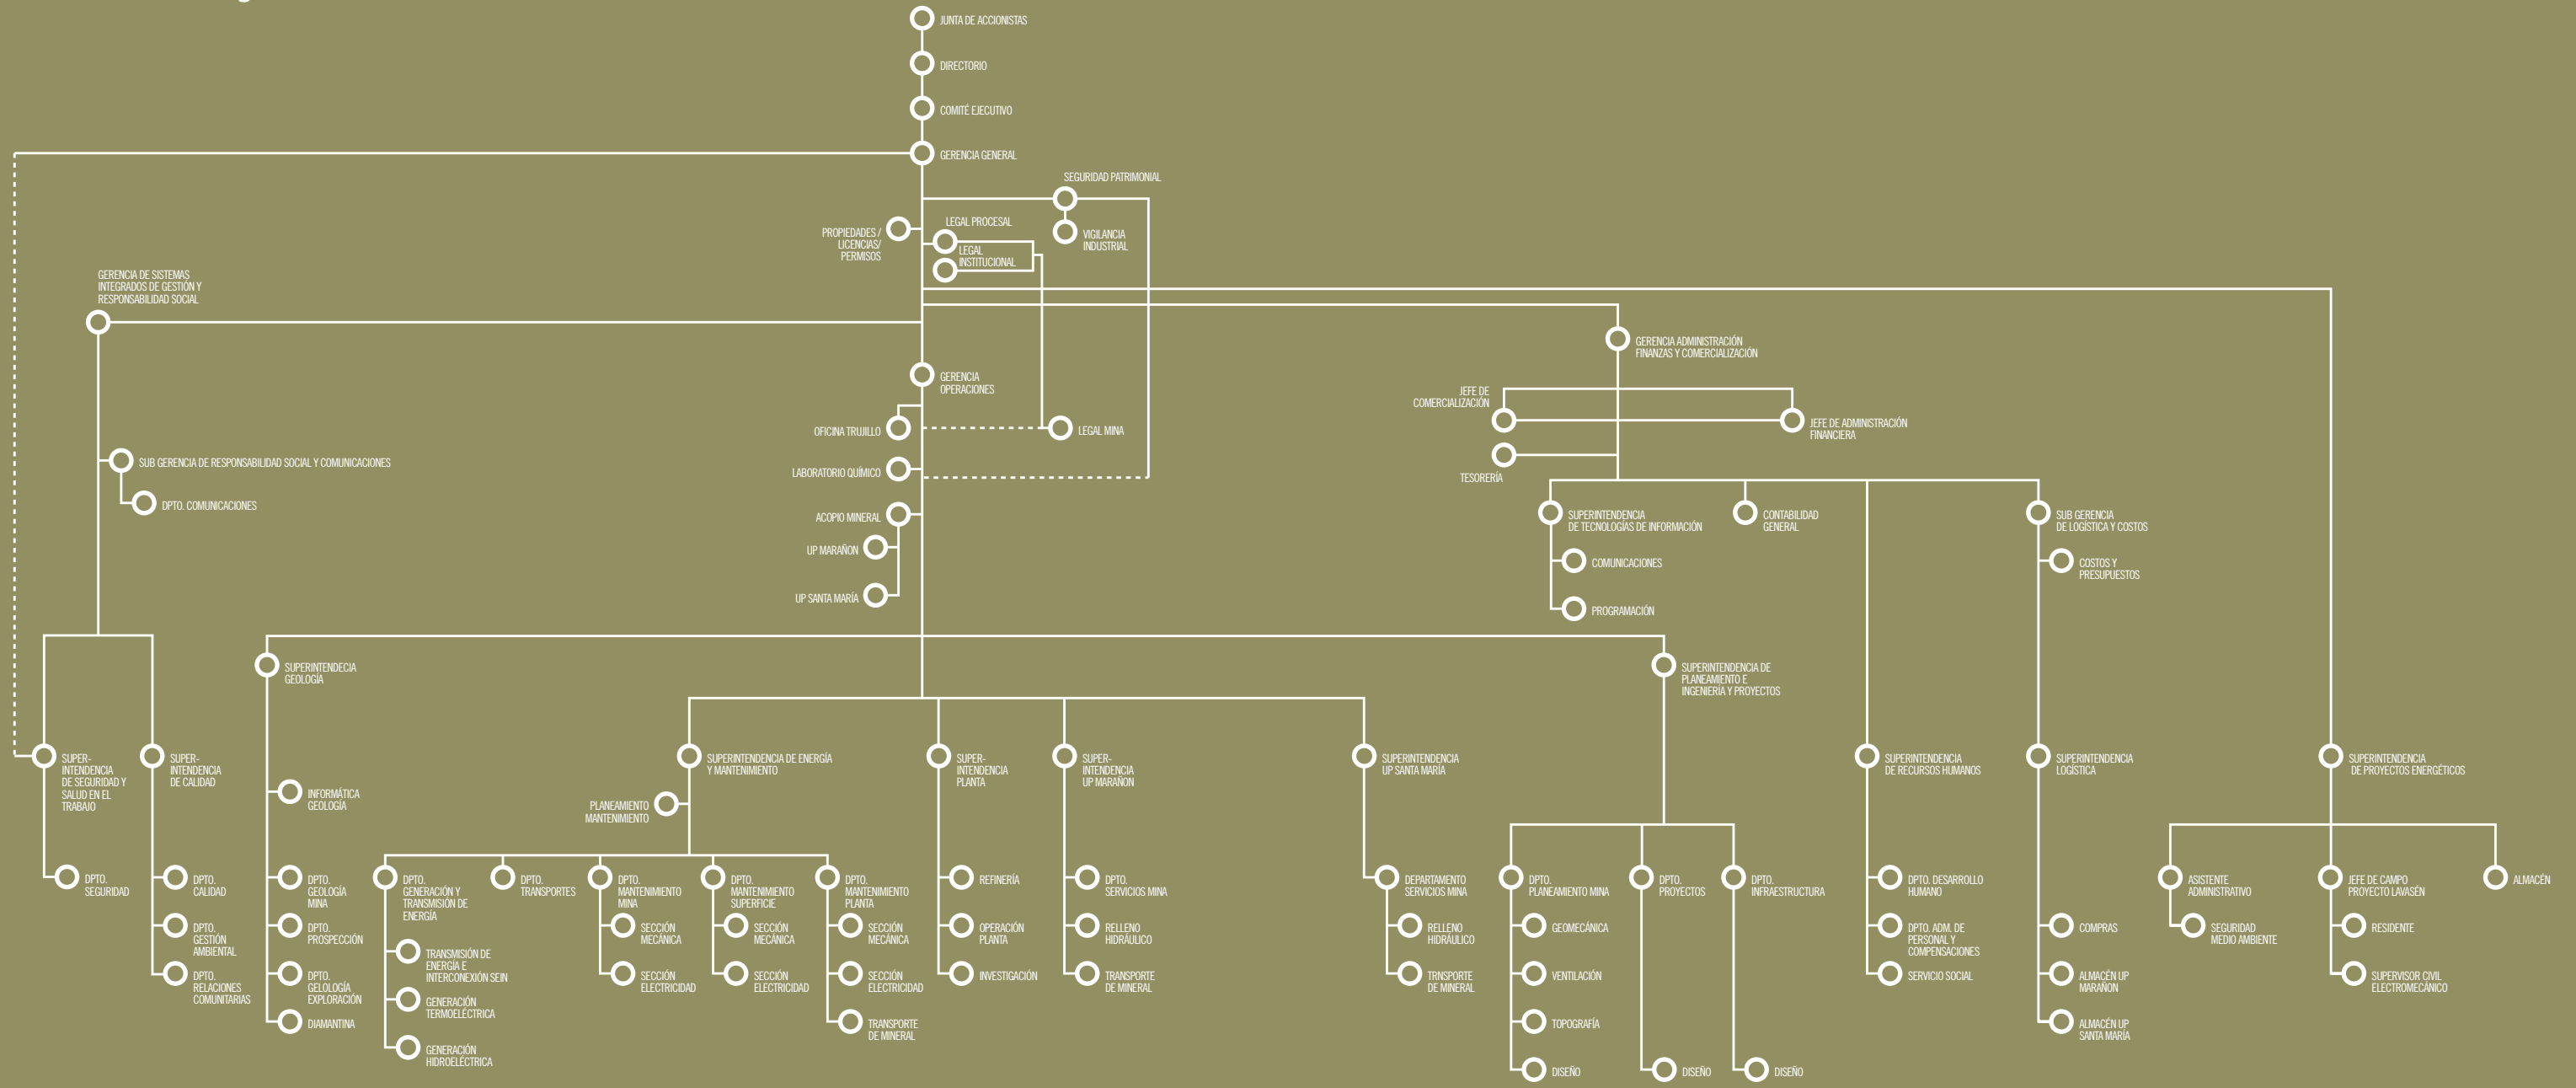 JUNTA DE ACCIONISTAS
DIRECTORIO
COMITÉ EJECUTIVO
GERENCIA GENERAL
SEGURIDAD PATRIMONIAL
VIGILANCIA
INDUSTRIAL
PROPIEDADES /
LICENCIAS/
PERMISOS
LEGAL PROCESAL
LEGAL
INSTITUCIONAL
GERENCIA DE SISTEMAS
INTEGRADOS DE GESTIÓN Y
RESPONSABILIDAD SOCIAL
GERENCIA ADMINISTRACIÓN
FINANZAS Y COMERCIALIZACIÓN
GERENCIA
OPERACIONES
JEFE DE
COMERCIALIZACIÓN
JEFE DE ADMINISTRACIÓN
FINANCIERA
OFICINA TRUJILLO
LEGAL MINA
SUB GERENCIA DE RESPONSABILIDAD SOCIAL Y COMUNICACIONES
DPTO. COMUNICACIONES
LABORATORIO QUÍMICO
TESORERÍA
ACOPIO MINERAL
UP MARAÑON
UP SANTA MARÍA
SUPERINTENDENCIA
DE TECNOLOGÍAS DE INFORMACIÓN
COMUNICACIONES
PROGRAMACIÓN
CONTABILIDAD
GENERAL
SUB GERENCIA
DE LOGÍSTICA Y COSTOS
COSTOS Y
PRESUPUESTOS
SUPERINTENDECIA
GEOLOGÍA
SUPERINTENDENCIA DE
PLANEAMIENTO E
INGENIERÍA Y PROYECTOS
SUPER-
INTENDENCIA
DE SEGURIDAD Y
SALUD EN EL
TRABAJO
SUPER-
INTENDENCIA
DE CALIDAD
INFORMÁTICA
GEOLOGÍA
SUPERINTENDENCIA DE ENERGÍA
Y MANTENIMIENTO
PLANEAMIENTO
MANTENIMIENTO
SUPER-
INTENDENCIA
PLANTA
SUPER-
INTENDENCIA
UP MARAÑON
SUPERINTENDENCIA
UP SANTA MARÍA
SUPERINTENDENCIA
DE RECURSOS HUMANOS
SUPERINTENDENCIA
LOGÍSTICA
SUPERINTENDENCIA
DE PROYECTOS ENERGÉTICOS
DPTO.
SEGURIDAD
DPTO.
CALIDAD
DPTO.
GESTIÓN
AMBIENTAL
DPTO.
RELACIONES
COMUNITARIAS
DPTO.
GEOLOGÍA
MINA
DPTO.
PROSPECCIÓN
DPTO.
GELOLOGÍA
EXPLORACIÓN
DIAMANTINA
DPTO.
GENERACIÓN Y
TRANSMISIÓN DE
ENERGÍA
TRANSMISIÓN DE
ENERGÍA E
INTERCONEXIÓN SEIN
GENERACIÓN
TERMOELÉCTRICA
GENERACIÓN
HIDROELÉCTRICA
DPTO.
TRANSPORTES
DPTO.
MANTENIMIENTO
MINA
SECCIÓN
MECÁNICA
SECCIÓN
ELECTRICIDAD
DPTO.
MANTENIMIENTO
SUPERFICIE
SECCIÓN
MECÁNICA
SECCIÓN
ELECTRICIDAD
DPTO.
MANTENIMIENTO
PLANTA
SECCIÓN
MECÁNICA
SECCIÓN
ELECTRICIDAD
TRANSPORTE
DE MINERAL
REFINERÍA
OPERACIÓN
PLANTA
INVESTIGACIÓN
DPTO.
SERVICIOS MINA
RELLENO
HIDRÁULICO
TRANSPORTE
DE MINERAL
DEPARTAMENTO
SERVICIOS MINA
RELLENO
HIDRÁULICO
TRNSPORTE
DE MINERAL
DPTO.
PLANEAMIENTO MINA
GEOMECÁNICA
VENTILACIÓN
TOPOGRAFÍA
DISEÑO
DPTO.
PROYECTOS
DISEÑO
DPTO.
INFRAESTRUCTURA
DISEÑO
DPTO. DESARROLLO
HUMANO
DPTO. ADM. DE
PERSONAL Y
COMPENSACIONES
SERVICIO SOCIAL
COMPRAS
ALMACÉN UP
MARAÑON
ALMACÉN UP
SANTA MARÍA
ASISTENTE
ADMINISTRATIVO
SEGURIDAD
MEDIO AMBIENTE
JEFE DE CAMPO
PROYECTO LAVASÉN
RESIDENTE
SUPERVISOR CIVIL
ELECTROMECÁNICO
ALMACÉN